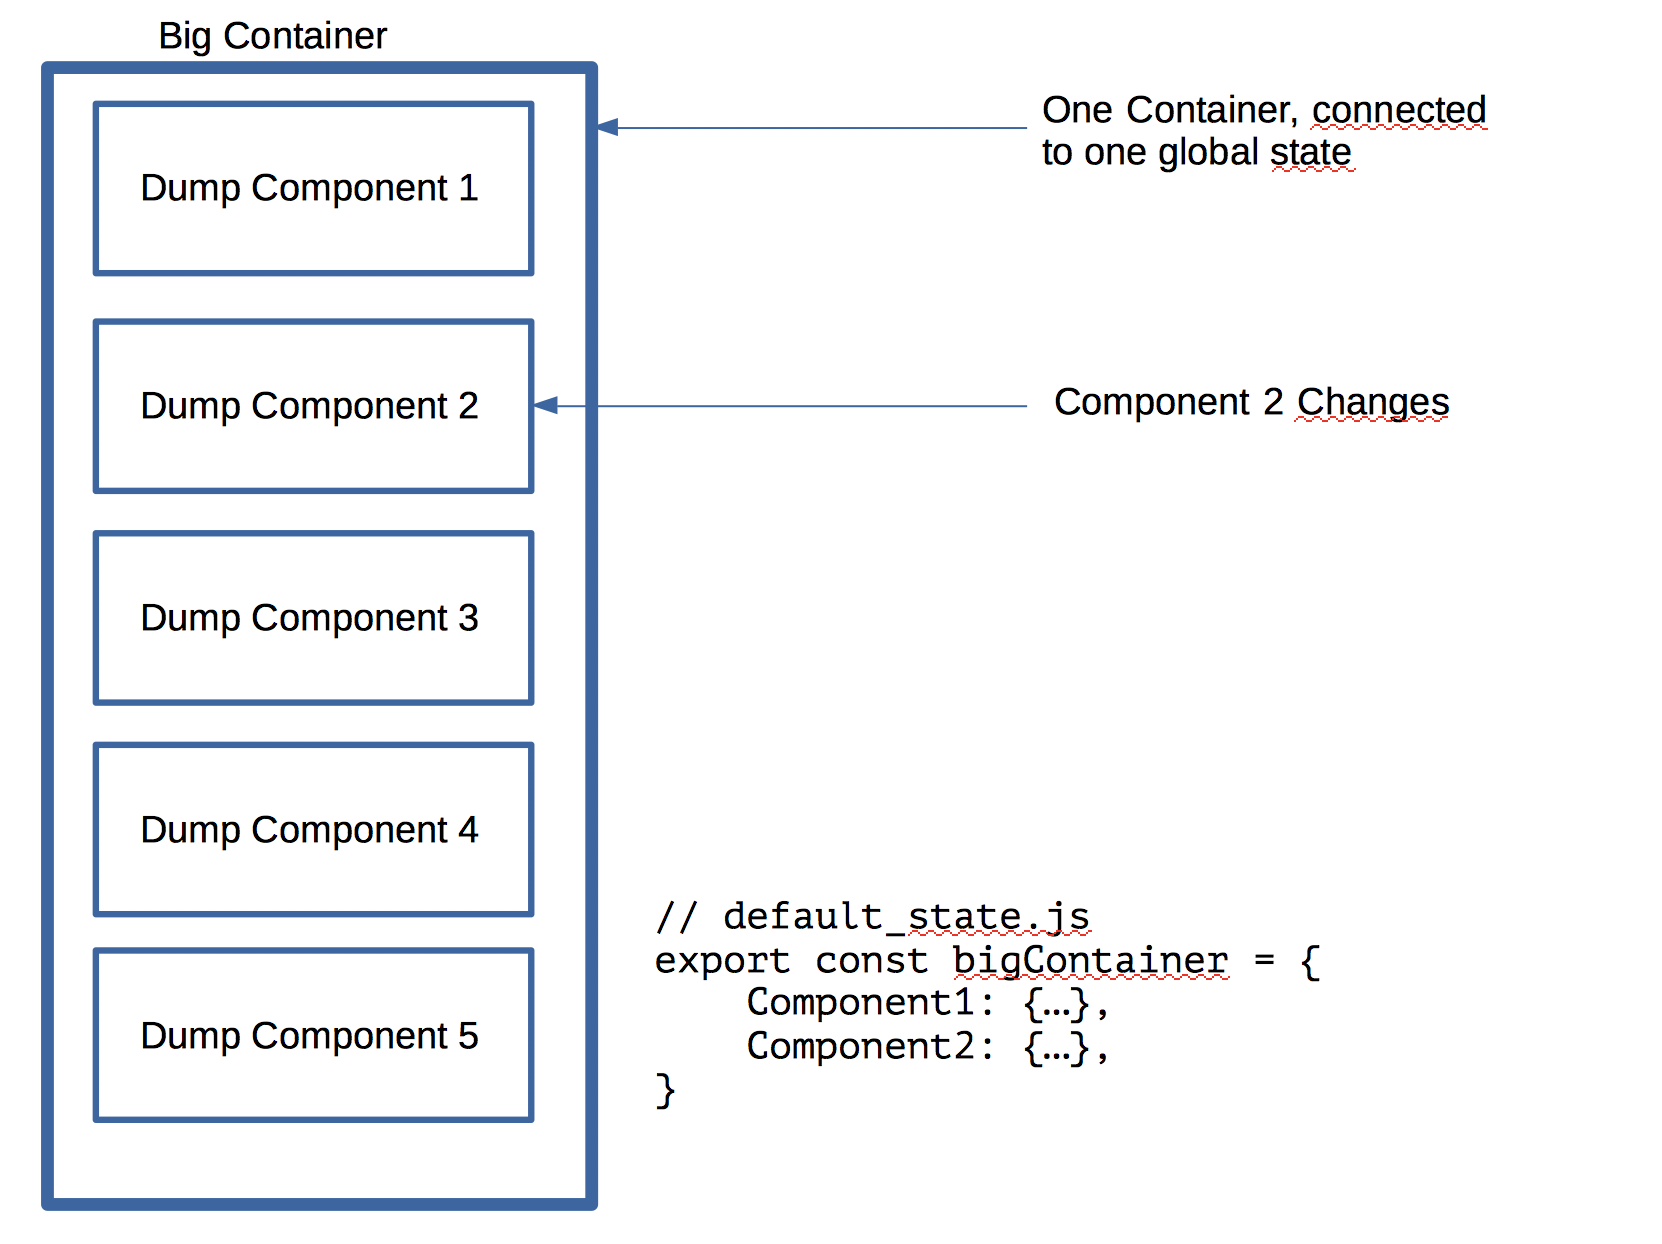 Big Container
Dump Component 1
Dump Component 2
Dump Component 3
Dump Component 4
Dump Component 5
One Container, connected
to one global state
Component 2 Changes
// default_state.js
export const bigContainer = {
    Component1: {…},
    Component2: {…},
}